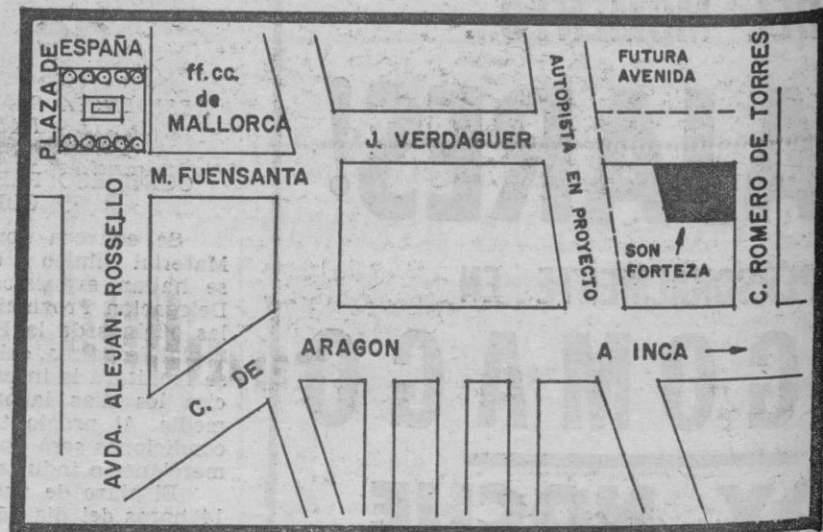 PLAZA DE
ESPAÑA
ff.cc.
de
MALLORCA
J. VERDAGUER
M. FUENSANTA
AVDA. ALEJAN. ROSSELLO
AUTOPISTA EN PROYECTO
FUTURA
AVENIDA
C. ROMERO DE TORRES
SON
FORTEZA
C. DE
ARAGON
A INCA →